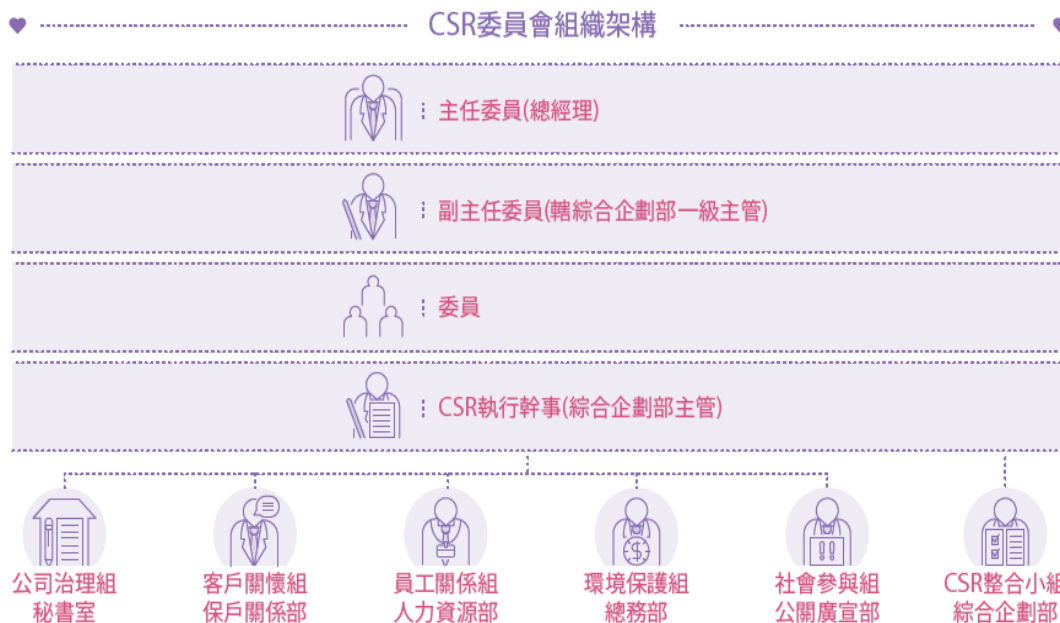 CSR委員會組織架構
主任委員(總經理)
副主任委員(轄綜合企劃部一級主管)
委員
CSR執行幹事(綜合企劃部主管)
公司治理組
秘書室
客戶關懷組
保戶關係部
員工關係組
人力資源部
環境保護組
總務部
社會參與組
公關廣宣部
CSR整合小組
綜合企劃部